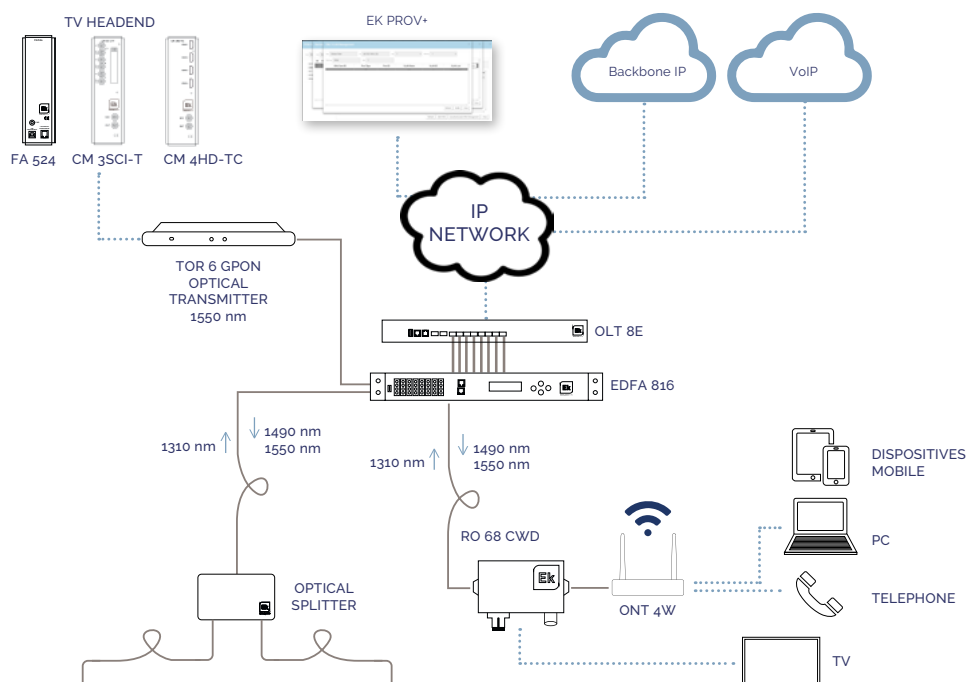 TV HEADEND
EK PROV+
Backbone IP
VoIP
FA 524
CM 3SCI-T
CM 4HD-TC
IP
NETWORK
TOR 6 GPON
OPTICAL
TRANSMITTER
1550 nm
OLT 8E
EDFA 816
1310 nm
1490 nm
1550 nm
1310 nm
1490 nm
1550 nm
DISPOSITIVES
MOBILE
RO 68 CWD
PC
Ek
OPTICAL
SPLITTER
ONT 4W
TELEPHONE
TV